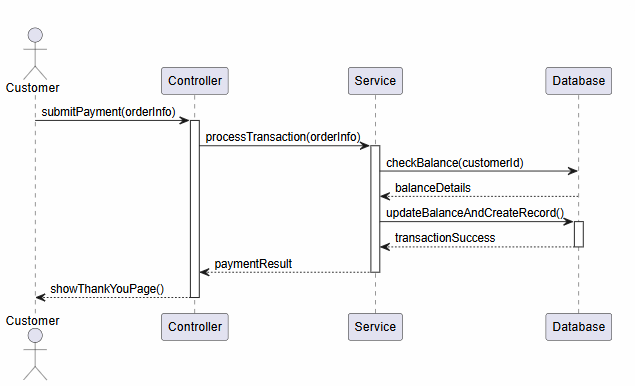 Customer
Controller
Service
Database
submitPayment(orderInfo)
processTransaction(orderInfo)
checkBalance(customerId)
balanceDetails
updateBalanceAndCreateRecord()
transactionSuccess
paymentResult
showThankYouPage()
Customer
Controller
Service
Database